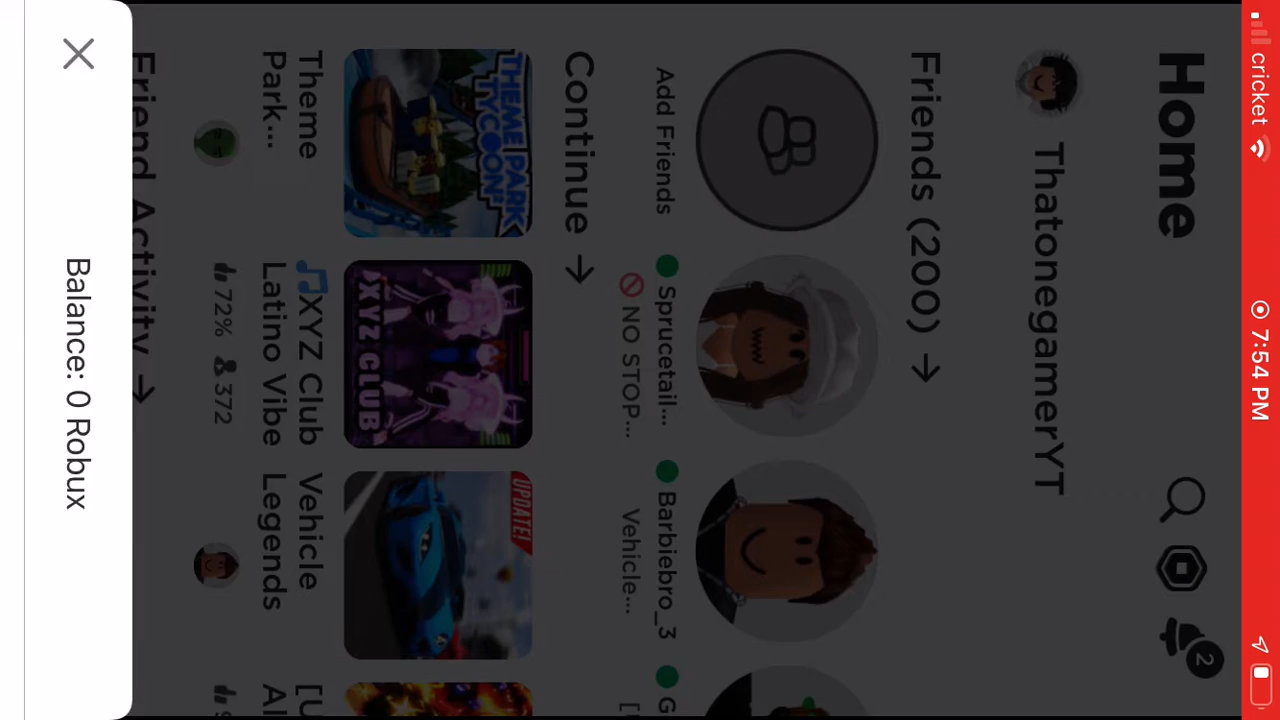 cricket 7:54 PM
Home
2
ThatonegamerYT
Friends (200) →
Add Friends
Sprucetail...
NO STOP...
Barbiebro_3
Vehicle...
G
[
Continue →
THEME PARK TYCOON
XYZ CLUB
UPDATE!
Theme
Park...
🎵XYZ Club
Latino Vibe
72% 372
Vehicle
Legends
[U
Al
9
Friend Activity →
Balance: 0 Robux